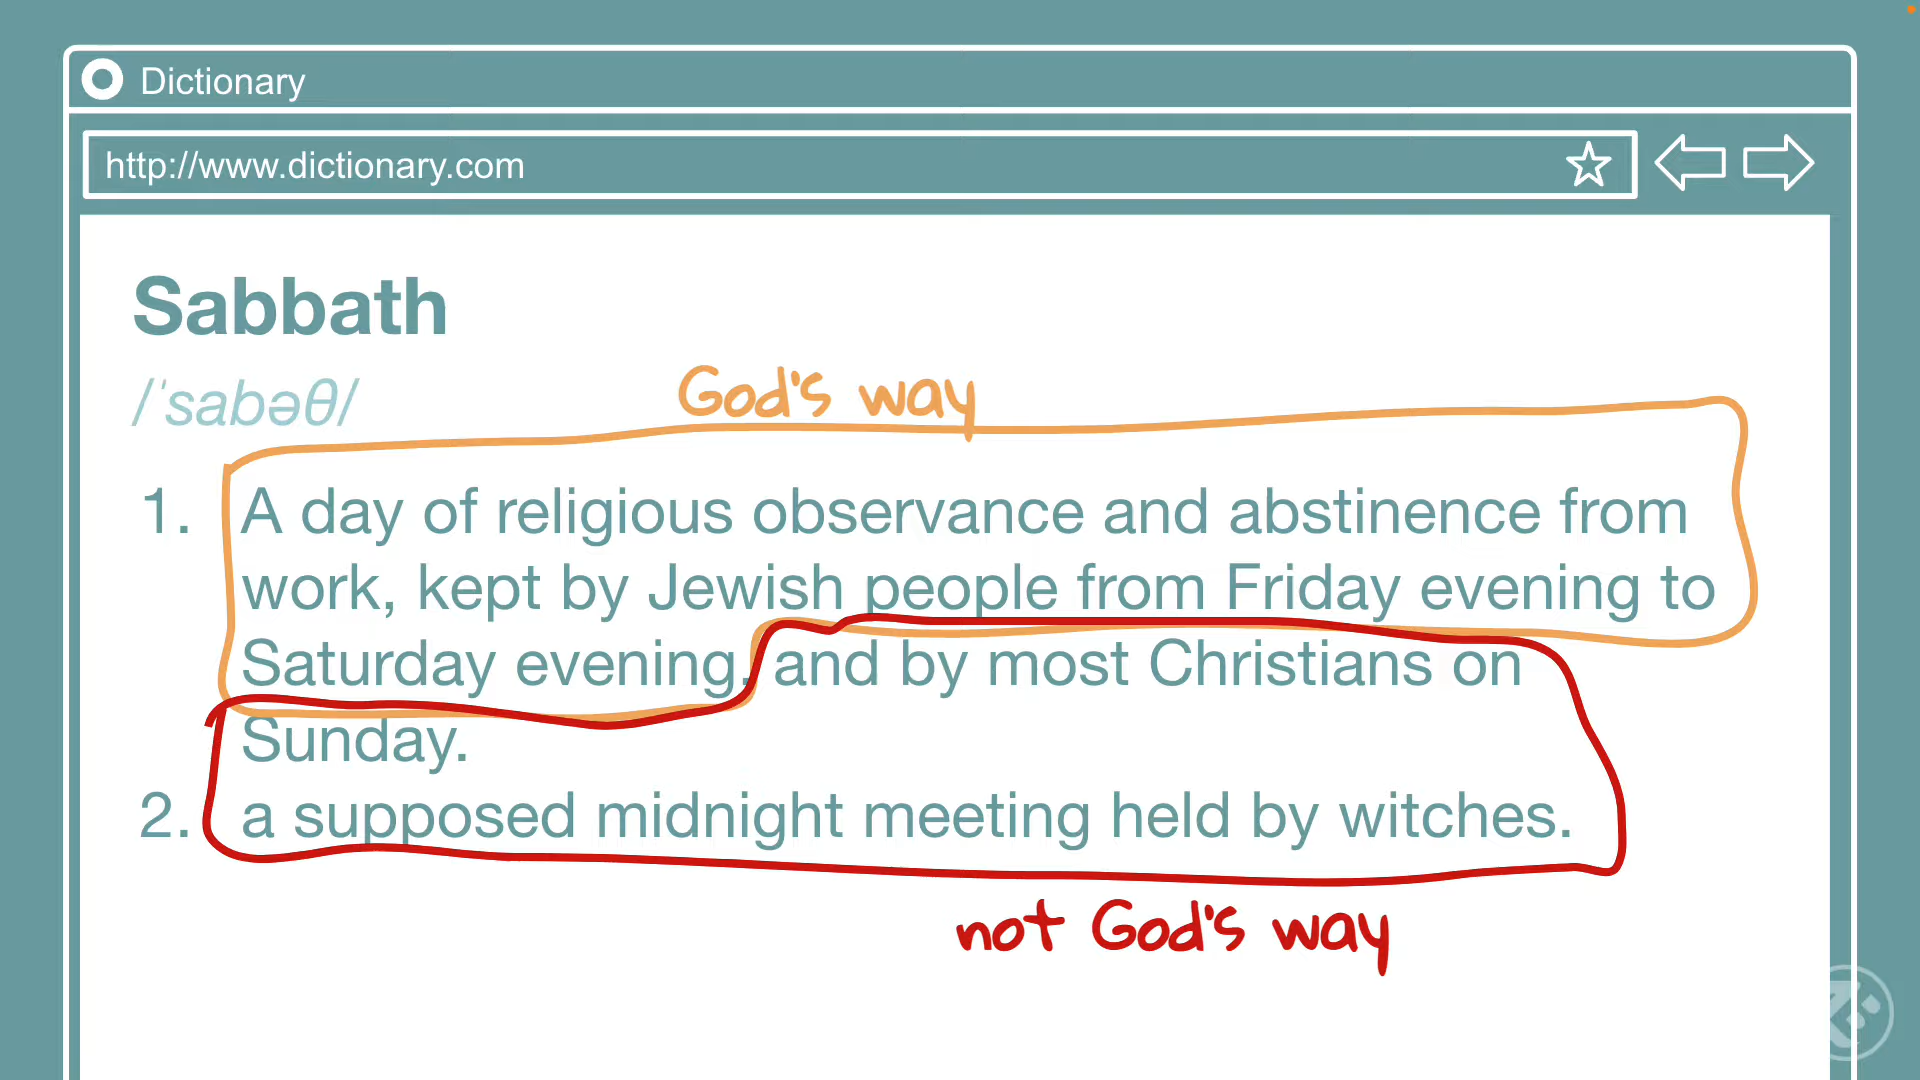 Dictionary
http://www.dictionary.com
Sabbath
/ˈsabəθ/
God's way
1. A day of religious observance and abstinence from
work, kept by Jewish people from Friday evening to
Saturday evening, and by most Christians on
Sunday.
2. a supposed midnight meeting held by witches.
not God's way